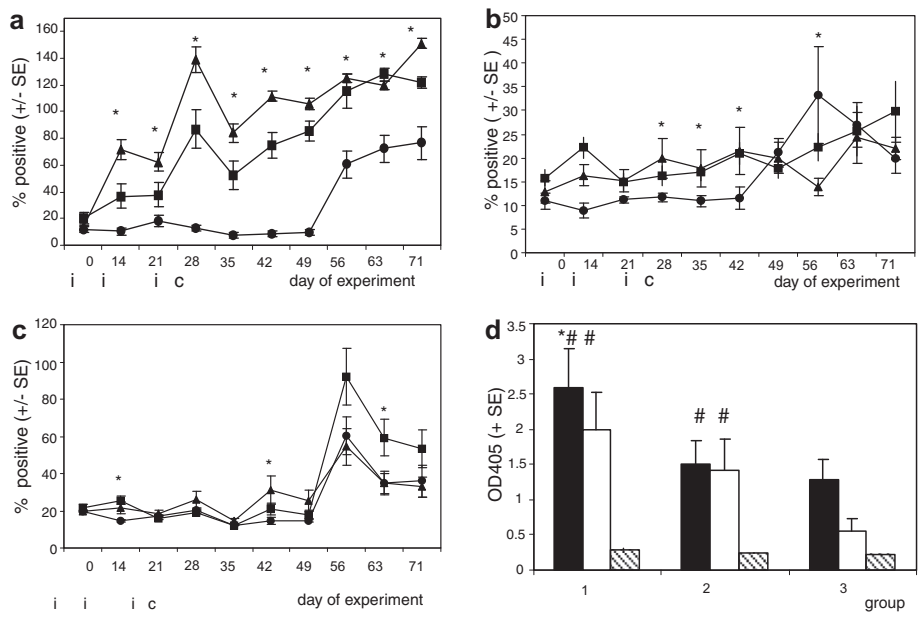 a
% positive (+/- SE)
160
140
120
100
80
60
40
20
0
* * * * * * * * *
0 14 21 28 35 42 49 56 63 71
i i i c day of experiment
b
% positive (+/- SE )
50
45
40
35
30
25
20
15
10
5
0
* * * *
0 14 21 28 35 42 49 56 63 71
i i i c day of experiment
c
% positive (+/- SE)
120
100
80
60
40
20
0
* * *
0 14 21 28 35 42 49 56 63 71
i i i c day of experiment
d
OD405 (+ SE)
3.5
3
2.5
2
1.5
1
0.5
0
*# #
# #
1 2 3
group